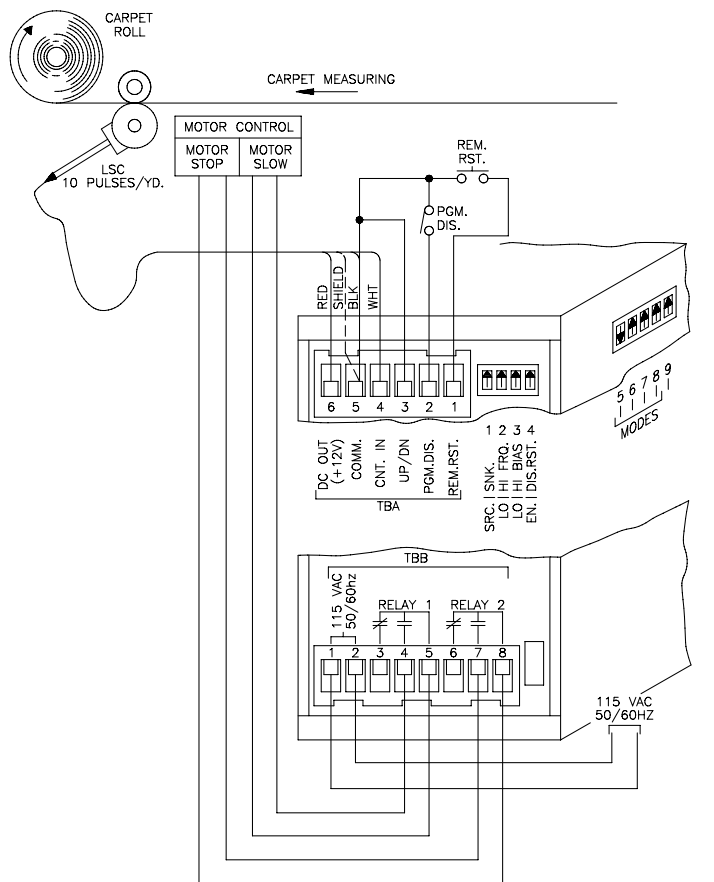 CARPET
ROLL
CARPET MEASURING
MOTOR CONTROL
MOTOR
STOP
MOTOR
SLOW
LSC
10 PULSES/YD.
REM.
RST.
PGM.
DIS.
RED
SHIELD
BLK
WHT
6 5 4 3 2 1
DC OUT
(+12V)
COMM.
CNT. IN
UP/DN
PGM.DIS.
REM.RST.
TBA
1 2 3 4
SRC. | SNK.
LO | HI FRQ.
LO | HI BIAS
EN. | DIS.RST.
5 6 7 8 9
MODES
TBB
115 VAC
50/60hz
RELAY 1
RELAY 2
1 2 3 4 5 6 7 8
115 VAC
50/60HZ